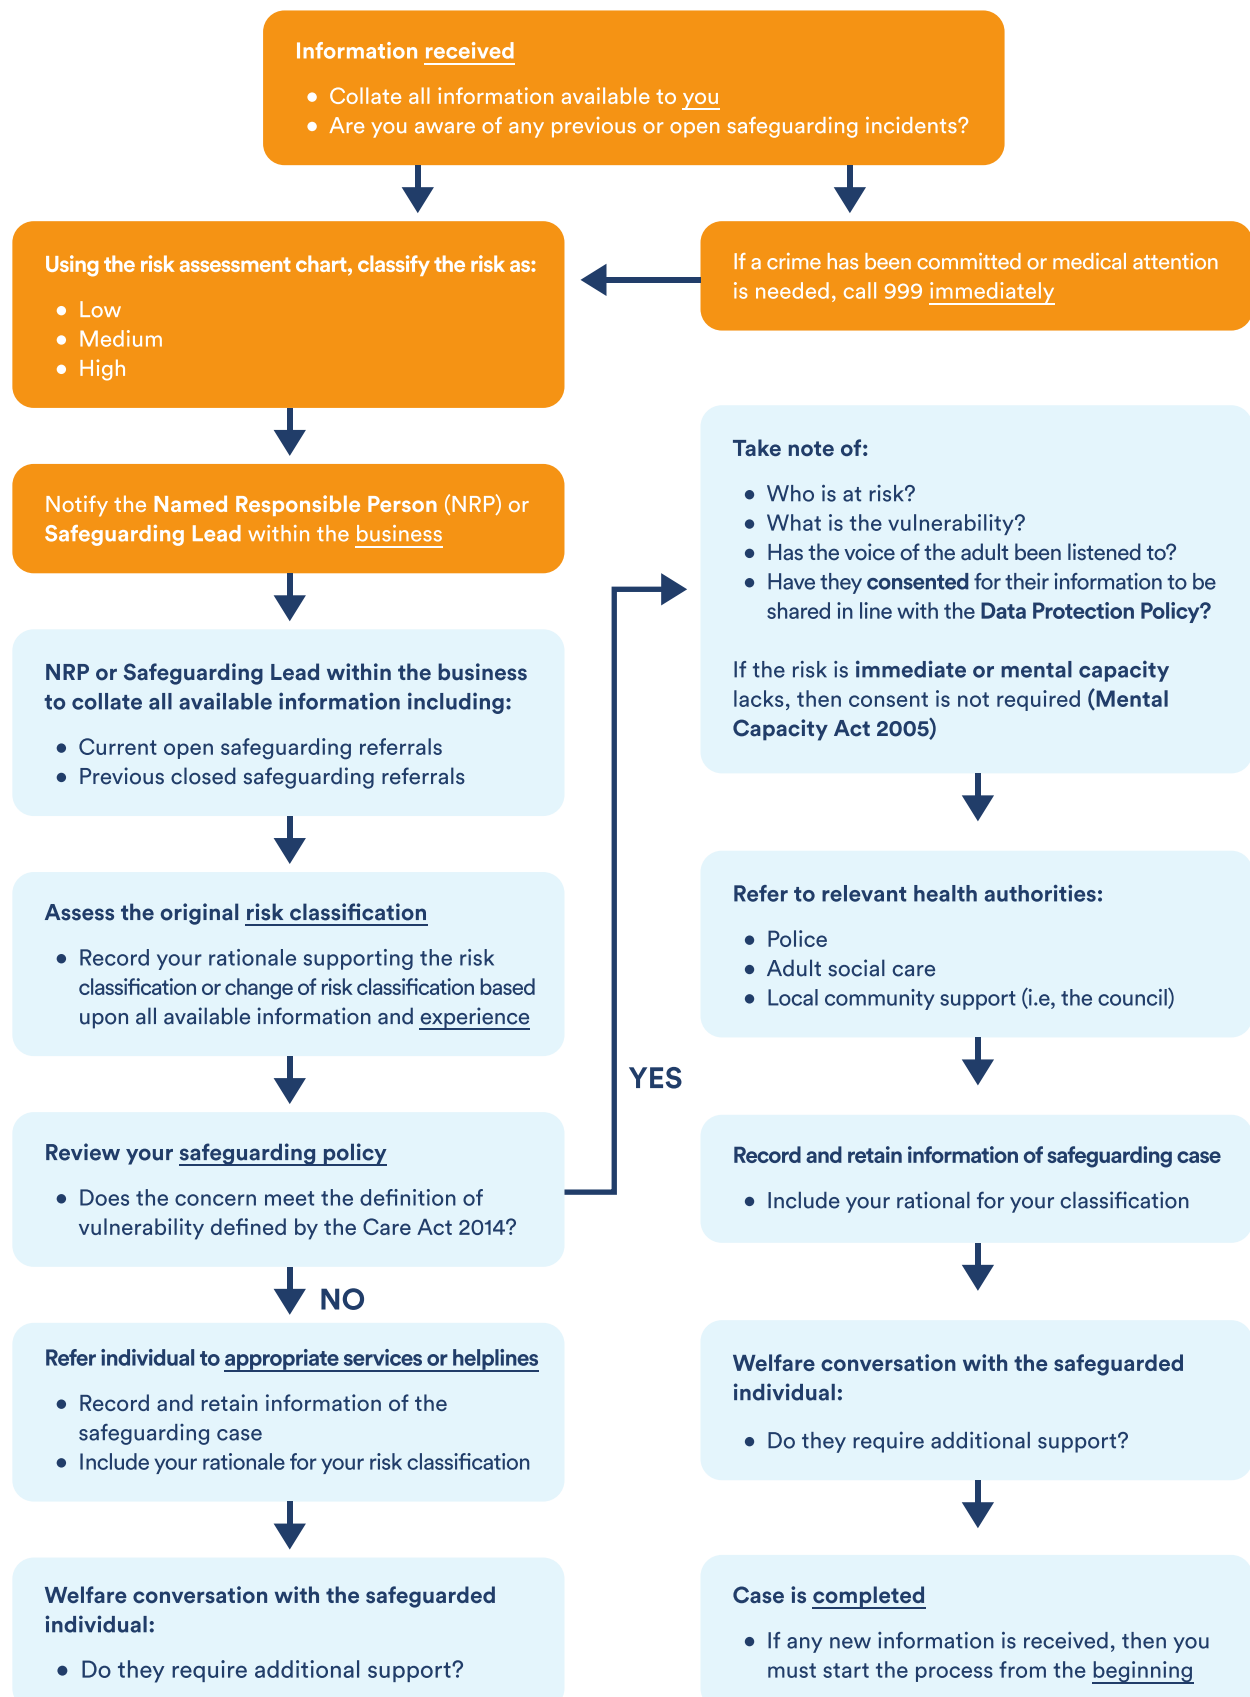 Information received
• Collate all information available to you
• Are you aware of any previous or open safeguarding incidents?
Using the risk assessment chart, classify the risk as:
• Low
• Medium
• High
If a crime has been committed or medical attention
is needed, call 999 immediately
Notify the Named Responsible Person (NRP) or
Safeguarding Lead within the business
NRP or Safeguarding Lead within the business
to collate all available information including:
• Current open safeguarding referrals
• Previous closed safeguarding referrals
Assess the original risk classification
• Record your rationale supporting the risk
classification or change of risk classification based
upon all available information and experience
Review your safeguarding policy
• Does the concern meet the definition of
vulnerability defined by the Care Act 2014?
NO
Refer individual to appropriate services or helplines
• Record and retain information of the
safeguarding case
• Include your rationale for your risk classification
Welfare conversation with the safeguarded
individual:
• Do they require additional support?
YES
Take note of:
• Who is at risk?
• What is the vulnerability?
• Has the voice of the adult been listened to?
• Have they consented for their information to be
shared in line with the Data Protection Policy?
If the risk is immediate or mental capacity
lacks, then consent is not required (Mental
Capacity Act 2005)
Refer to relevant health authorities:
• Police
• Adult social care
• Local community support (i.e, the council)
Record and retain information of safeguarding case
• Include your rational for your classification
Welfare conversation with the safeguarded
individual:
• Do they require additional support?
Case is completed
• If any new information is received, then you
must start the process from the beginning